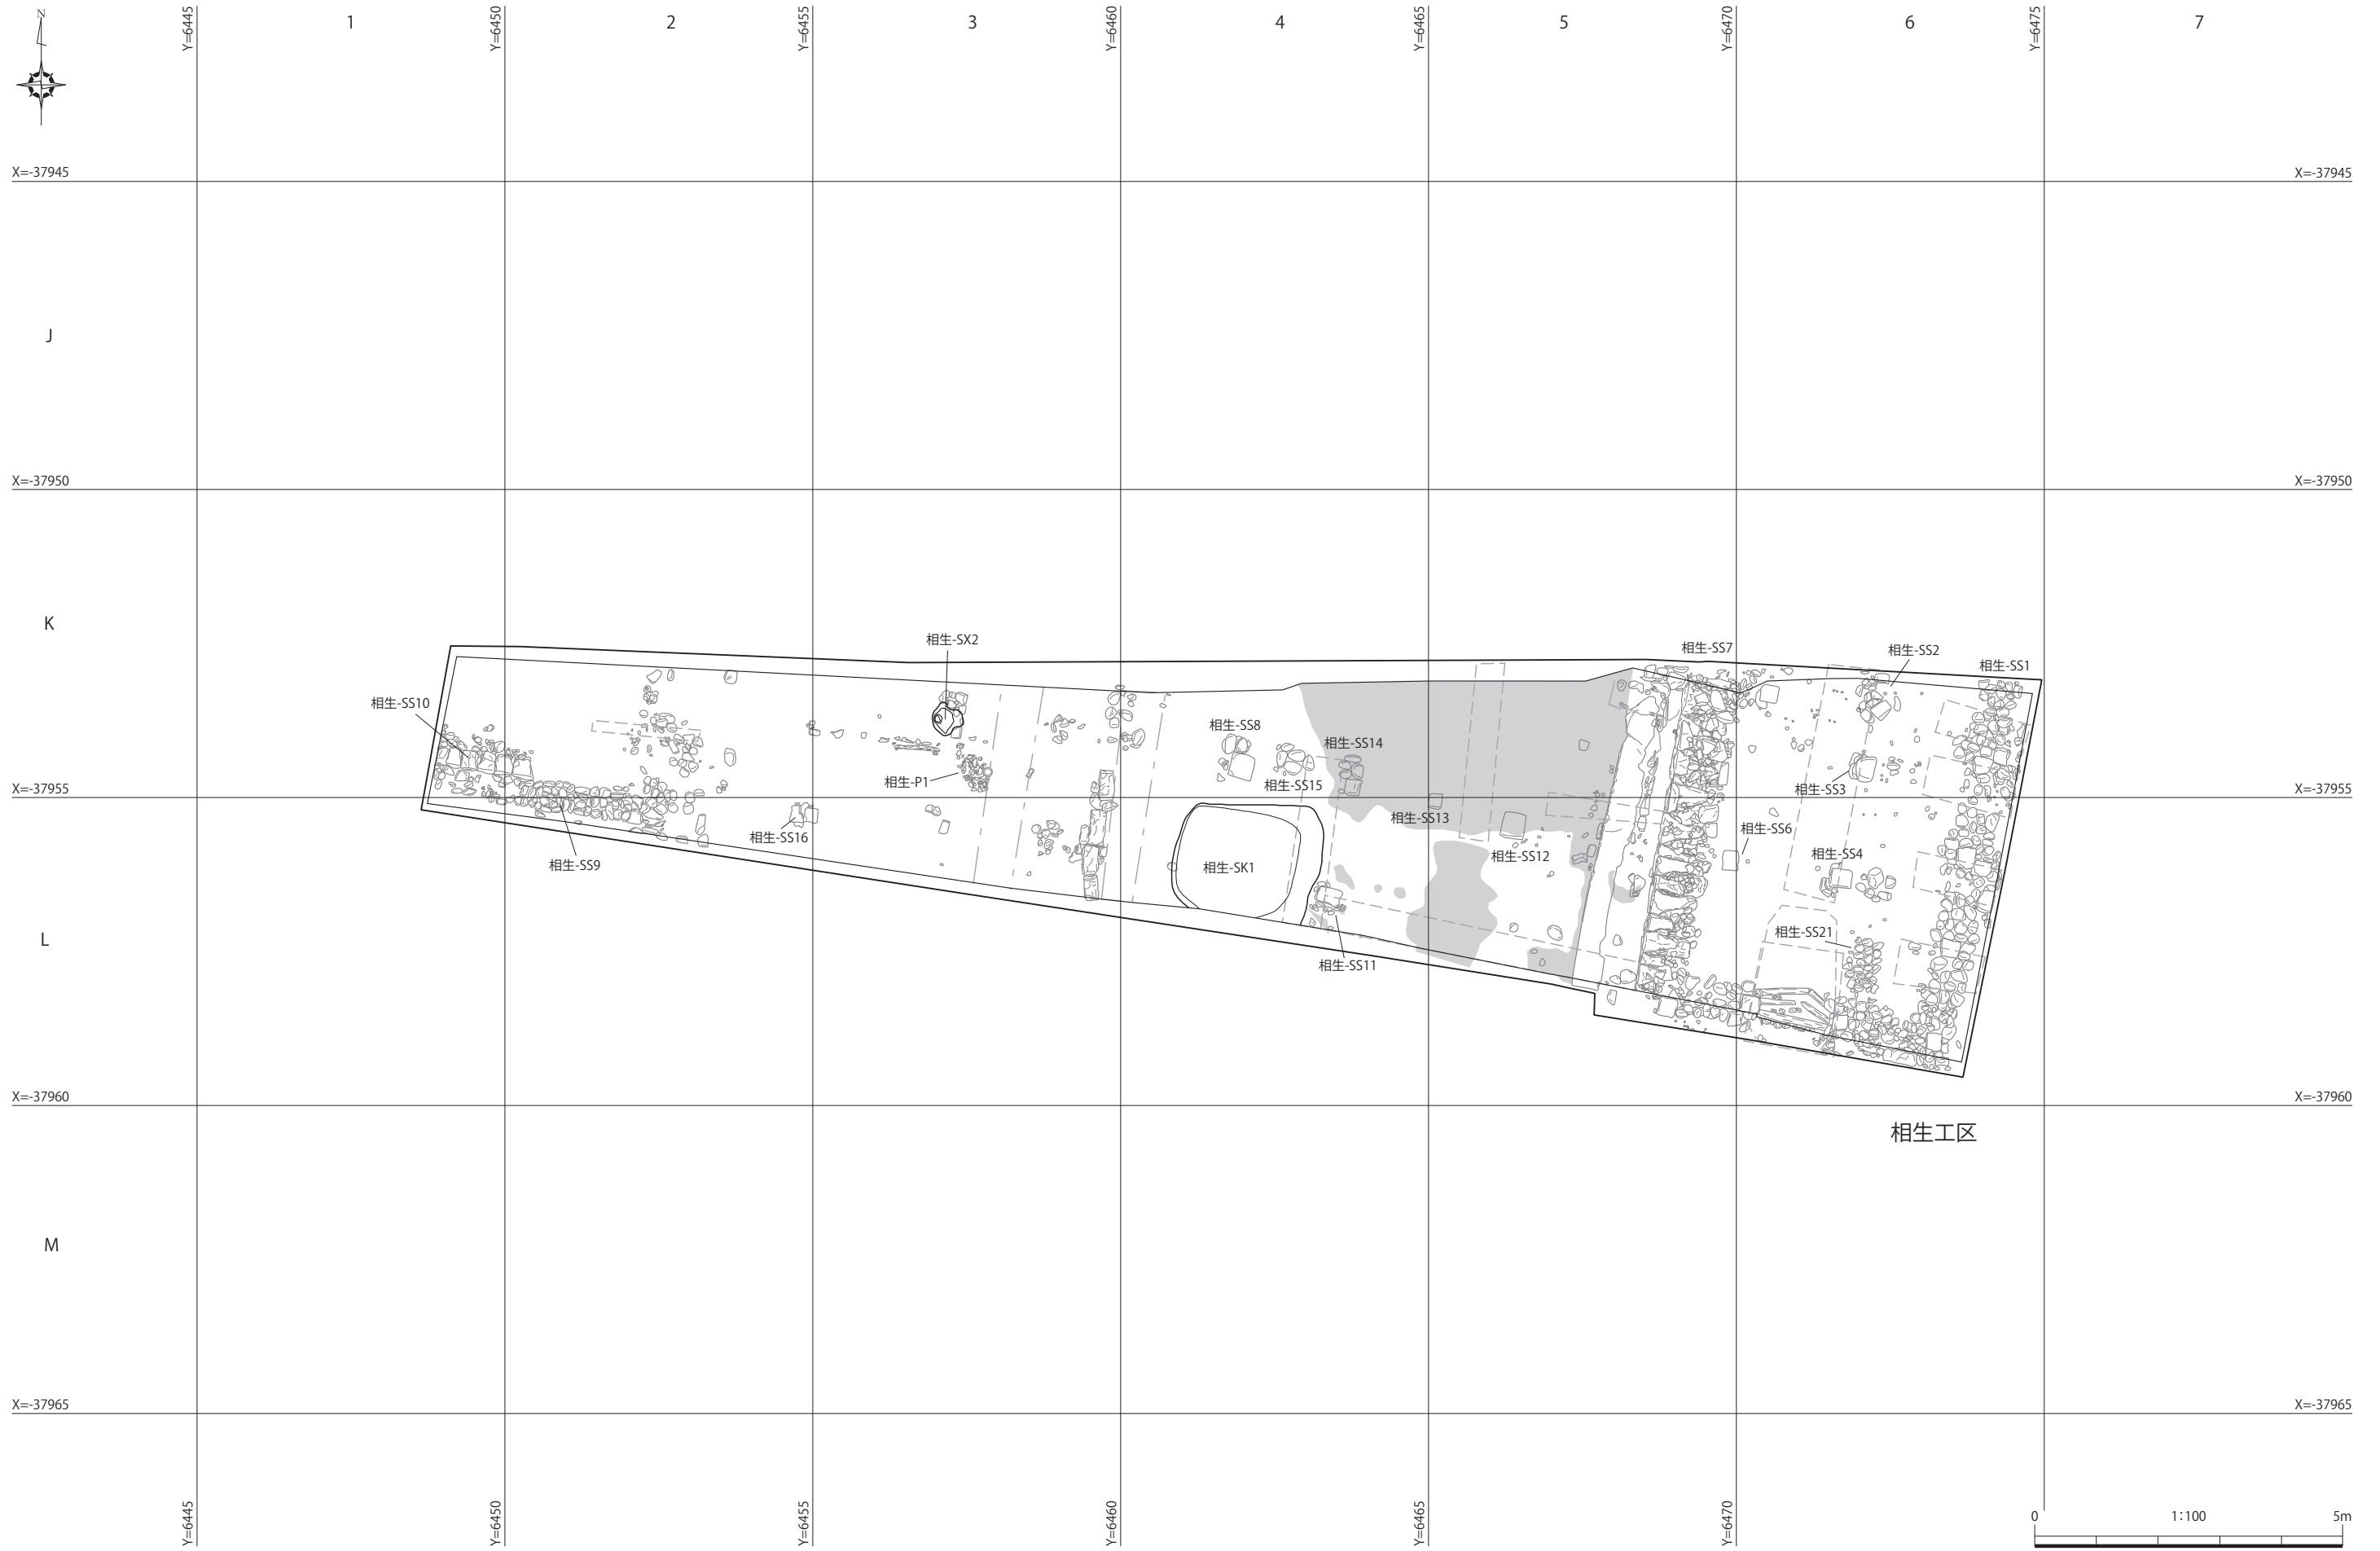 N
Y=6445
1
Y=6450
2
Y=6455
3
Y=6460
4
Y=6465
5
Y=6470
6
Y=6475
7
X=-37945
X=-37945
J
X=-37950
X=-37950
K
相生-SX2
相生-SS7
相生-SS2
相生-SS1
相生-SS10
相生-SS8
相生-SS14
相生-P1
相生-SS15
相生-SS3
X=-37955
X=-37955
相生-SS13
相生-SS16
相生-SS6
相生-SS9
相生-SS12
相生-SS4
相生-SK1
L
相生-SS21
相生-SS11
X=-37960
X=-37960
相生工区
M
X=-37965
X=-37965
Y=6445
Y=6450
Y=6455
Y=6460
Y=6465
Y=6470
0
1:100
5m